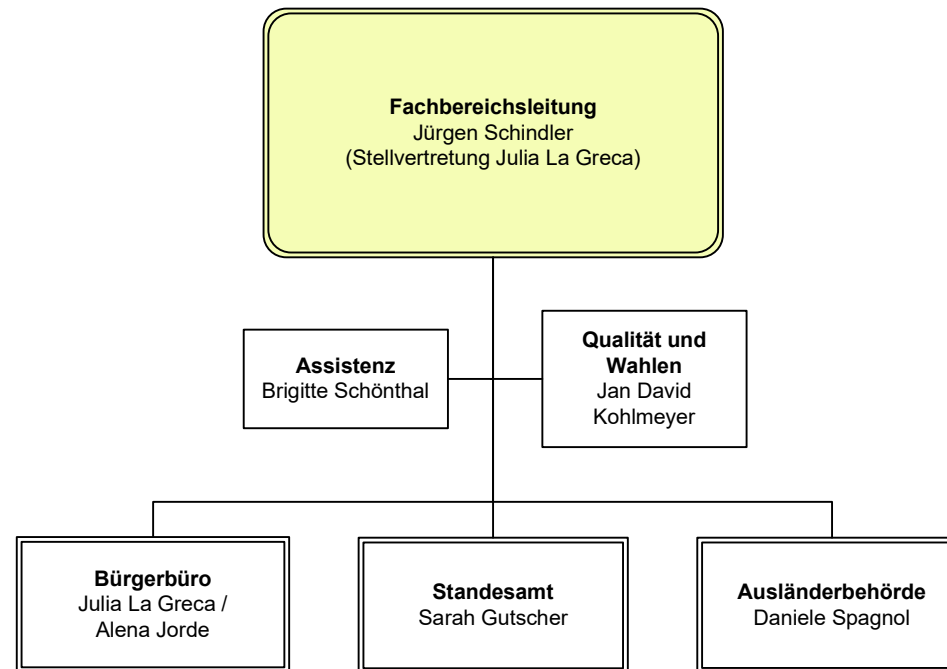 Fachbereichsleitung
Jürgen Schindler
(Stellvertretung Julia La Greca)
Assistenz
Brigitte Schönthal
Qualität und
Wahlen
Jan David
Kohlmeyer
Bürgerbüro
Julia La Greca /
Alena Jorde
Standesamt
Sarah Gutscher
Ausländerbehörde
Daniele Spagnol